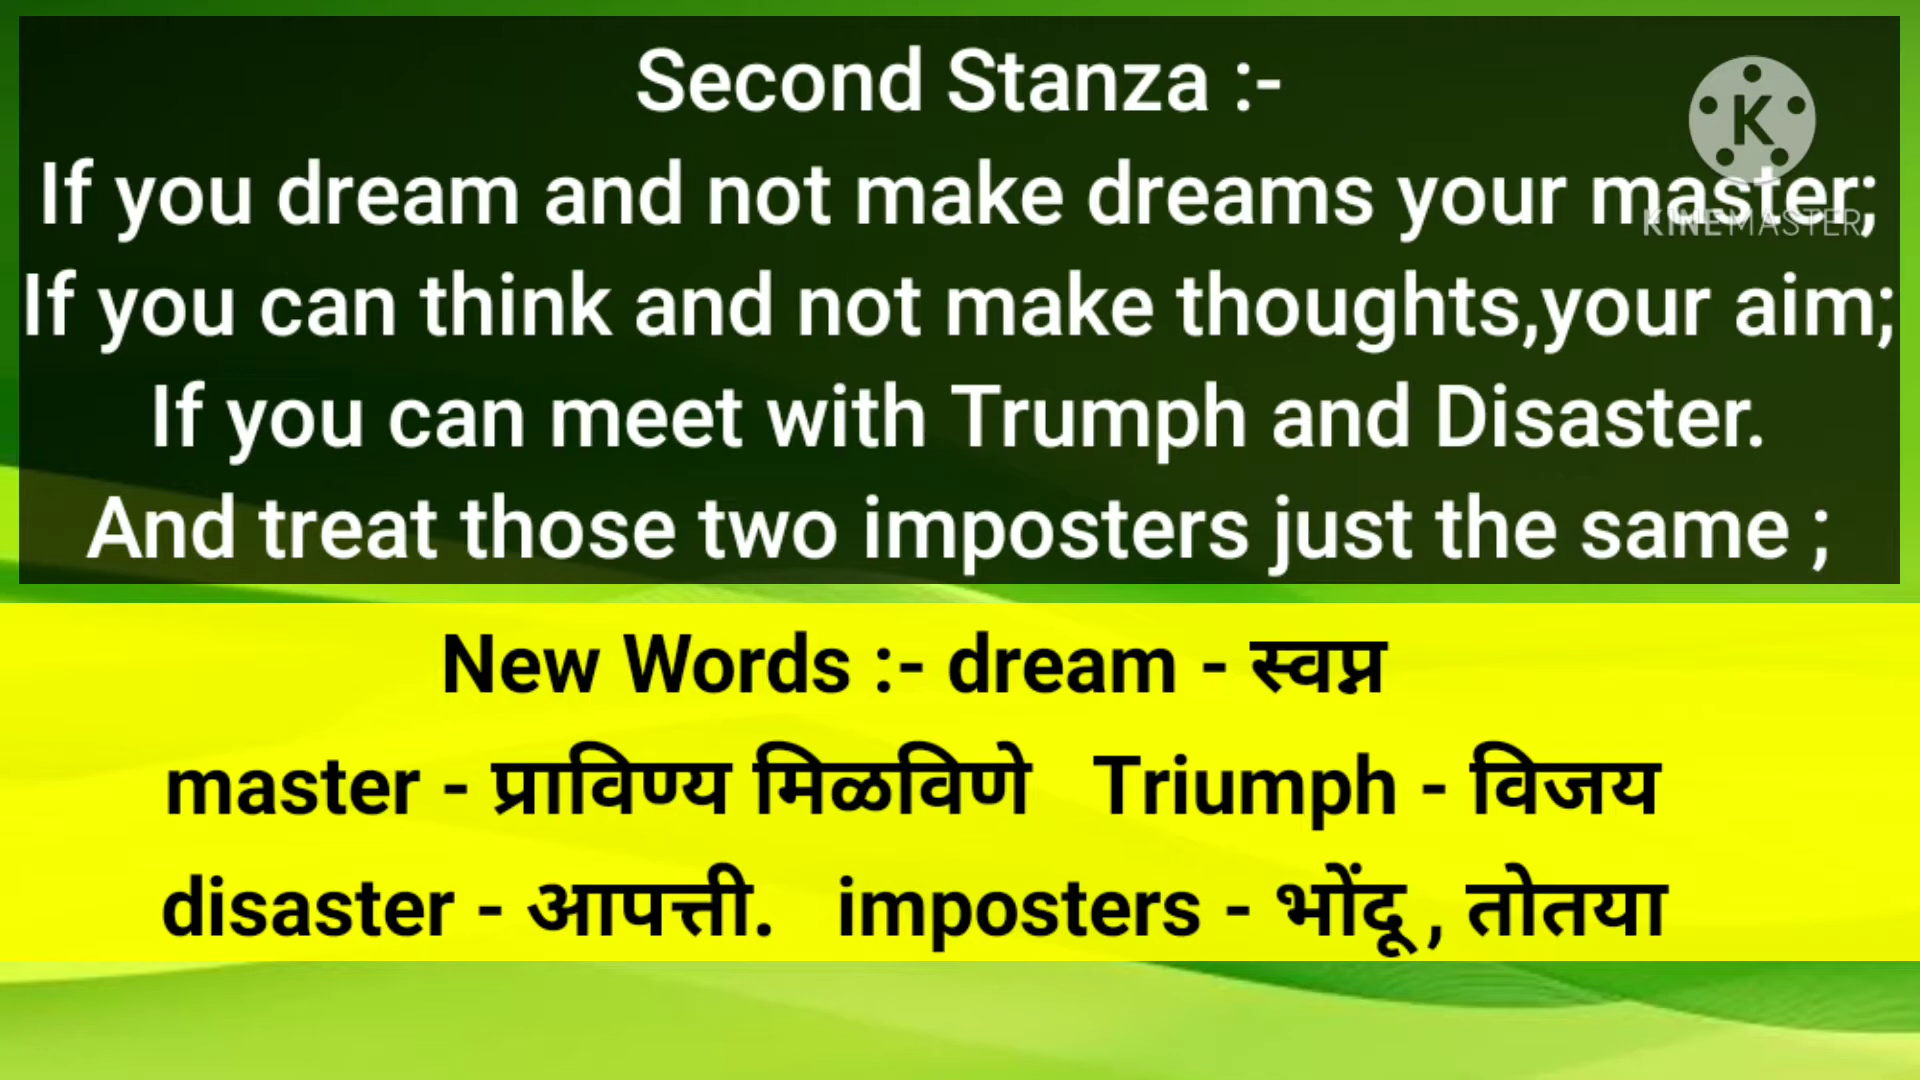 Second Stanza :-
K
If you dream and not make dreams your master;
KINEMASTER
If you can think and not make thoughts,your aim;
If you can meet with Trumph and Disaster.
And treat those two imposters just the same ;
New Words :- dream - स्वप्न
master - प्राविण्य मिळविणे Triumph - विजय
disaster - आपत्ती. imposters - भोंदू , तोतया